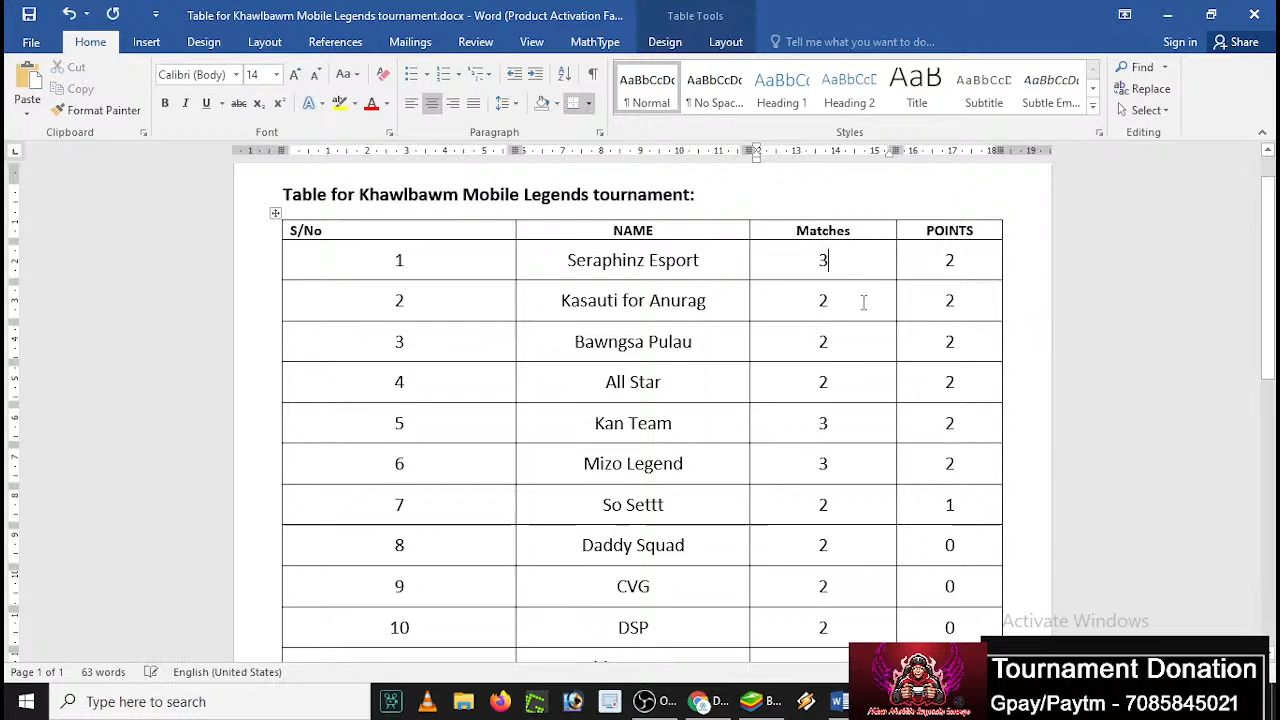 Table for Khawlbawm Mobile Legends tournament.docx - Word (Product Activation Fa...
Table Tools
File Home Insert Design Layout References Mailings Review View MathType Design Layout Tell me what you want to do... Sign in Share
Paste
Cut
Copy
Format Painter
Clipboard
Calibri (Body) 14
Font
Paragraph
AaBbCcDc AaBbCcDc AaBbCc AaBbCcD AaB AaBbCcD AaBbCcDc
¶ Normal ¶ No Spac... Heading 1 Heading 2 Title Subtitle Subtle Em...
Styles
Find
Replace
Select
Editing
Table for Khawlbawm Mobile Legends tournament:
S/No NAME Matches POINTS
1 Seraphinz Esport 3 2
2 Kasauti for Anurag 2 2
3 Bawngsa Pulau 2 2
4 All Star 2 2
5 Kan Team 3 2
6 Mizo Legend 3 2
7 So Settt 2 1
8 Daddy Squad 2 0
9 CVG 2 0
10 DSP 2 0
Activate Windows
Page 1 of 1 63 words English (United States)
Tournament Donation
Gpay/Paytm - 7085845021
Type here to search
O... D... B...